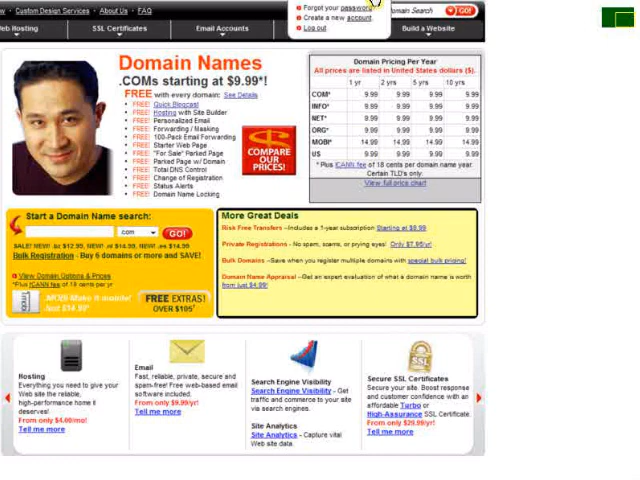 Custom Design Services · About Us · FAQ
Forgot your password
Create a new account.
Log out
Domain Search GO!
Web Hosting SSL Certificates Email Accounts Build a Website
Domain Names
.COMs starting at $9.99*!
FREE with every domain: See Details
FREE! Quick Blogcast
FREE! Hosting with Site Builder
FREE! Personalized Email
FREE! Forwarding / Masking
FREE! 100-Pack Email Forwarding
FREE! Starter Web Page
FREE! "For Sale" Parked Page
FREE! Parked Page w/ Domain
FREE! Total DNS Control
FREE! Change of Registration
FREE! Status Alerts
FREE! Domain Name Locking
COMPARE
OUR
PRICES!
Domain Pricing Per Year
All prices are listed in United States dollars ($).
1 yr 2 yrs 5 yrs 10 yrs
.COM* 9.99 9.99 9.99 9.99
.INFO* 9.99 9.99 9.99 9.99
.NET* 9.99 9.99 9.99 9.99
.ORG* 9.99 9.99 9.99 9.99
.MOBI* 14.99 14.99 14.99 14.99
.US 9.99 9.99 9.99 9.99
* Plus ICANN fee of 18 cents per domain name year.
Certain TLD's only.
View full price chart
Start a Domain Name search:
.com GO!
SALE! NEW! .bz $12.95, NEW! .nl $14.99, NEW! .es $14.99
Bulk Registration - Buy 6 domains or more and SAVE!
View Domain Options & Prices
*Plus ICANN fee of 18 cents per yr
.MOBI! Make it mobile!
Just $14.99*
FREE EXTRAS!
OVER $105
More Great Deals
Risk Free Transfers –Includes a 1-year subscription Starting at $8.99
Private Registrations - No spam, scams, or prying eyes! Only $7.95/yr!
Bulk Domains –Save when you register multiple domains with special bulk pricing!
Domain Name Appraisal –Get an expert evaluation of what a domain name is worth
from just $4.99!
Hosting
Everything you need to give your
Web site the reliable,
high-performance home it
deserves!
From only $4.00/mo!
Tell me more
Email
Fast, reliable, private, secure and
spam-free! Free web-based email
software included.
From only $9.99/yr!
Tell me more
Search Engine Visibility
Search Engine Visibility - Get
traffic and commerce to your site
via search engines.
Site Analytics
Site Analytics - Capture vital
Web site data.
SSL
Secure SSL Certificates
Secure your site. Boost response
and customer confidence with an
affordable Turbo or
High-Assurance SSL Certificate.
From only $29.99/yr!
Tell me more